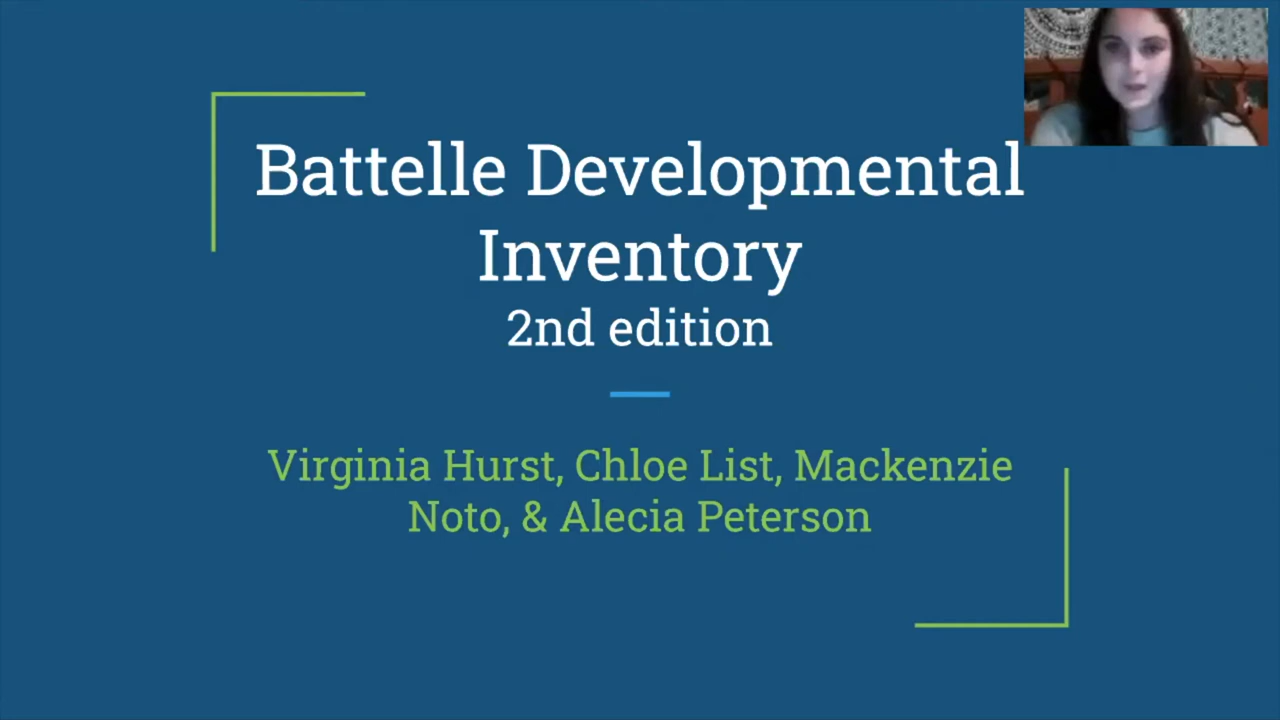 Battelle Developmental
Inventory
2nd edition
Virginia Hurst, Chloe List, Mackenzie
Noto, & Alecia Peterson